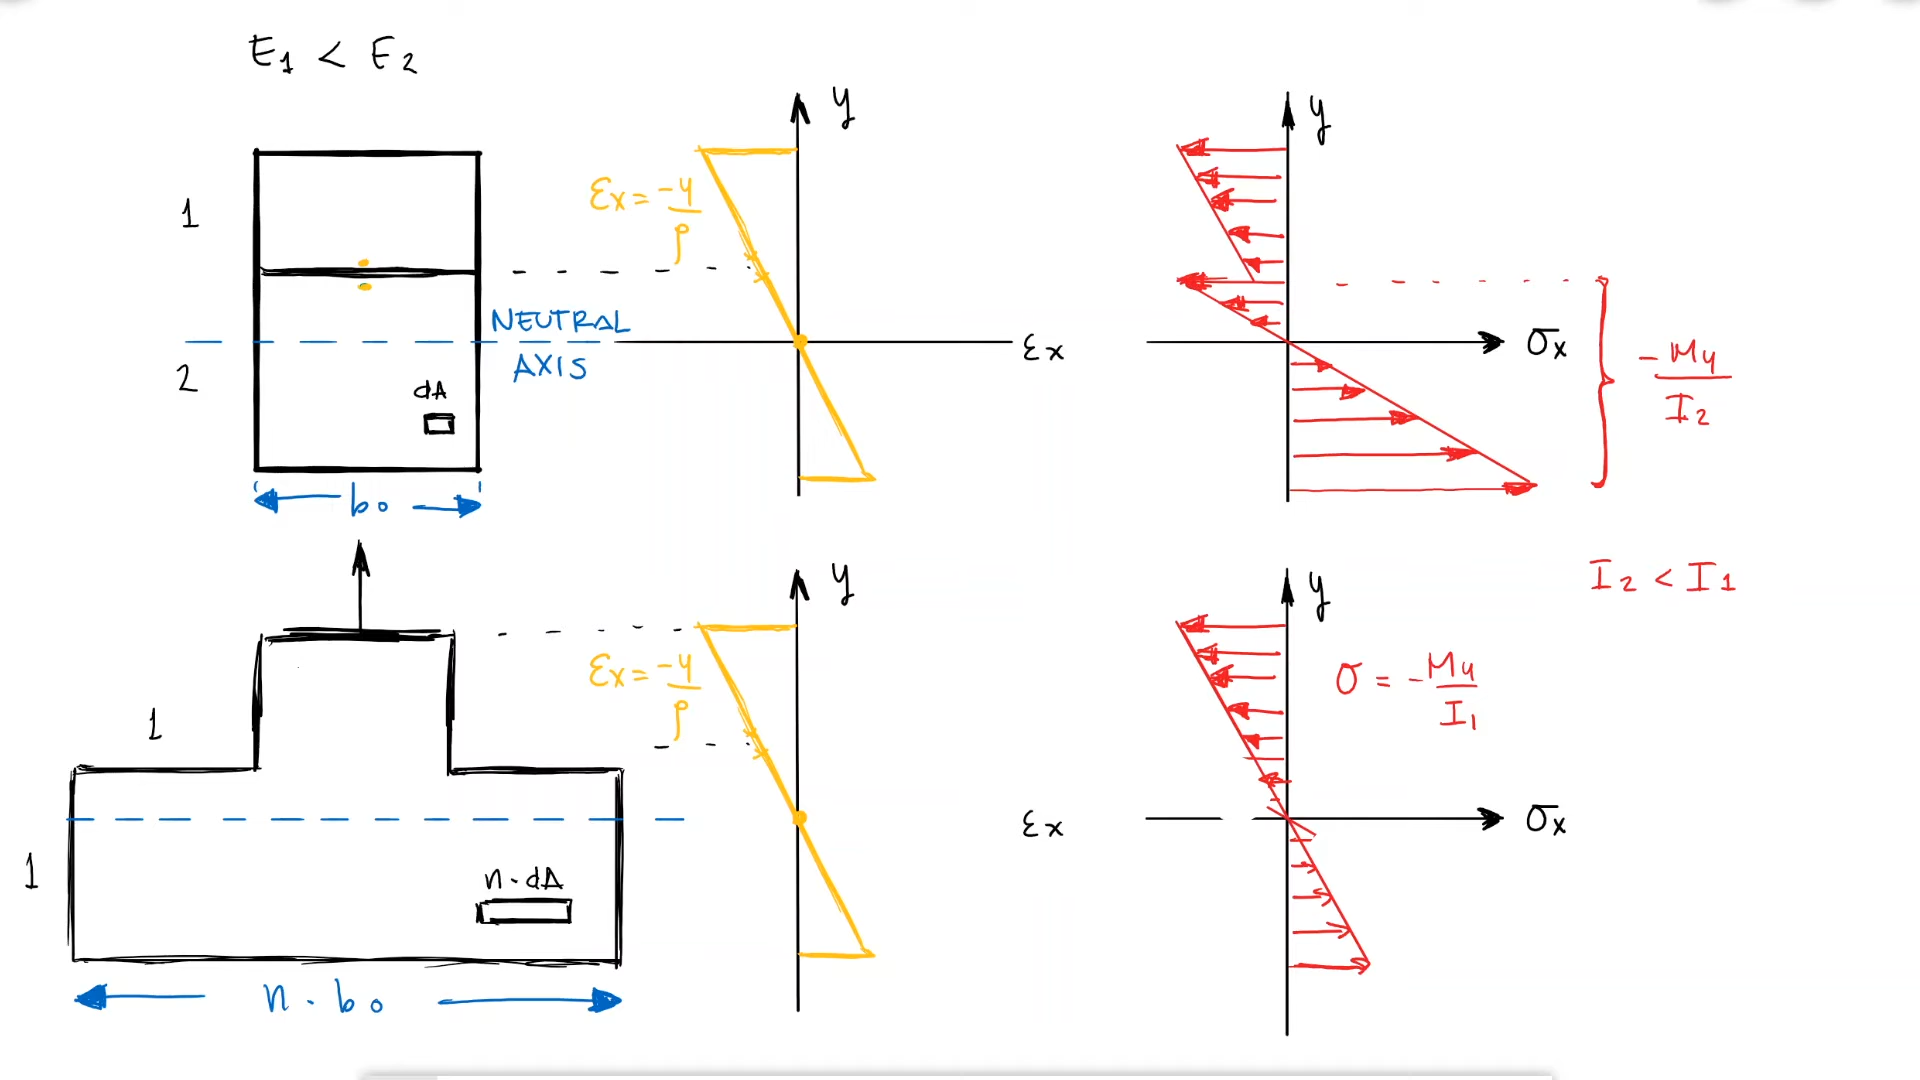 E₁ < E₂
y
y
1
εx = -y/ρ
NEUTRAL
AXIS
εx
σx
-My/I₂
2
dA
b₀
I₂ < I₁
y
y
εx = -y/ρ
σ = -My/I₁
1
εx
σx
1
n·dA
n·b₀